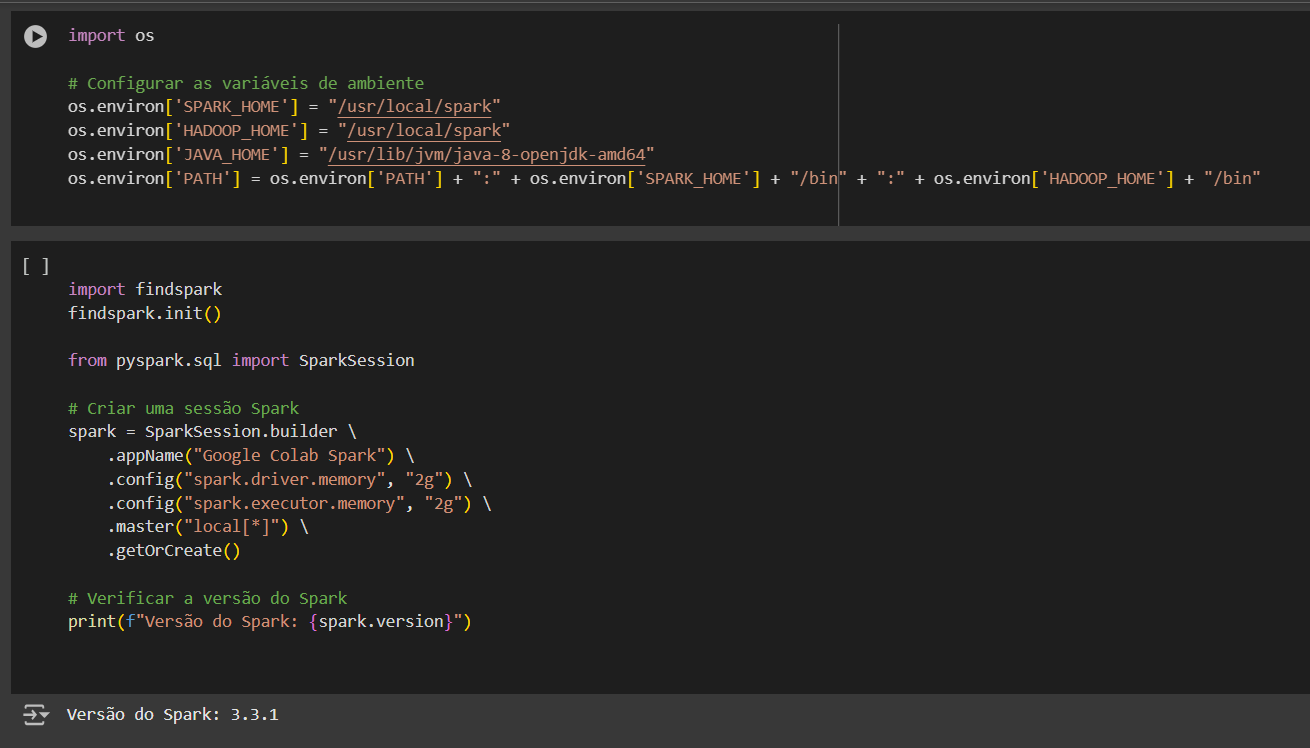 import os
# Configurar as variáveis de ambiente
os.environ['SPARK_HOME'] = "/usr/local/spark"
os.environ['HADOOP_HOME'] = "/usr/local/spark"
os.environ['JAVA_HOME'] = "/usr/lib/jvm/java-8-openjdk-amd64"
os.environ['PATH'] = os.environ['PATH'] + ":" + os.environ['SPARK_HOME'] + "/bin" + ":" + os.environ['HADOOP_HOME'] + "/bin"
[ ]
import findspark
findspark.init()
from pyspark.sql import SparkSession
# Criar uma sessão Spark
spark = SparkSession.builder \
    .appName("Google Colab Spark") \
    .config("spark.driver.memory", "2g") \
    .config("spark.executor.memory", "2g") \
    .master("local[*]") \
    .getOrCreate()
# Verificar a versão do Spark
print(f"Versão do Spark: {spark.version}")
Versão do Spark: 3.3.1